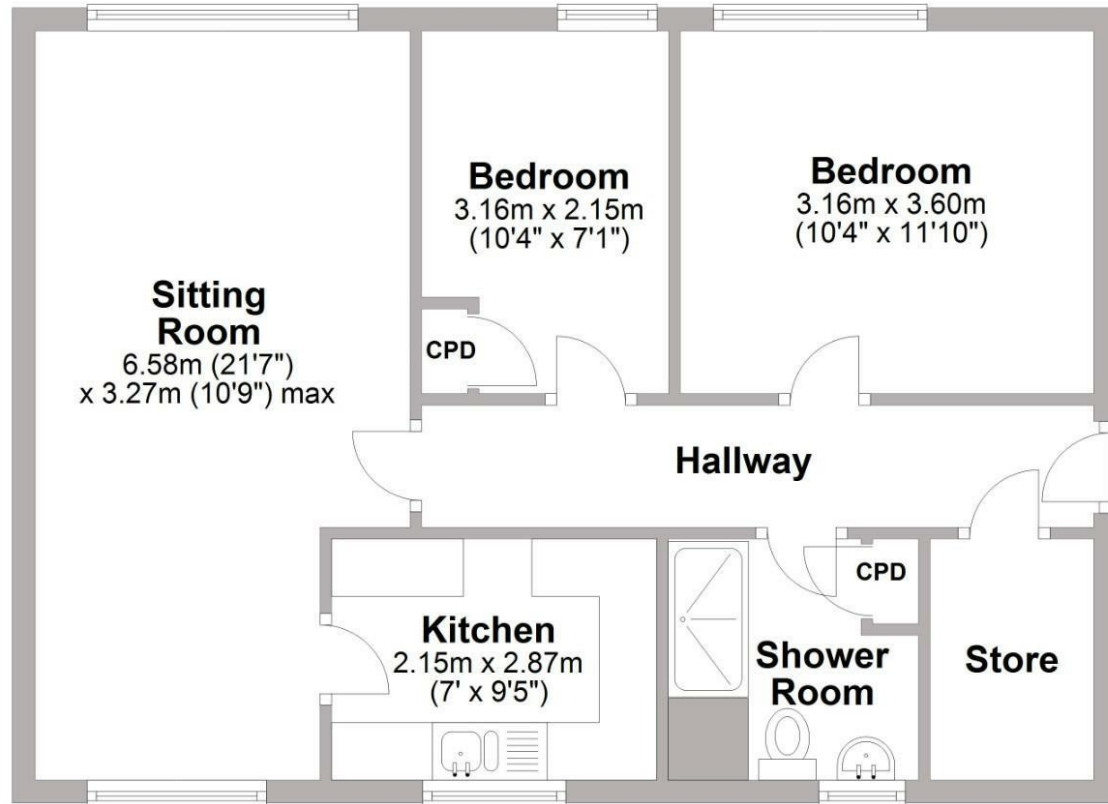 Bedroom
3.16m x 2.15m
(10'4" x 7'1")
Bedroom
3.16m x 3.60m
(10'4" x 11'10")
Sitting
Room
6.58m (21'7")
x 3.27m (10'9") max
CPD
Hallway
Kitchen
2.15m x 2.87m
(7' x 9'5")
CPD
Shower
Room
Store